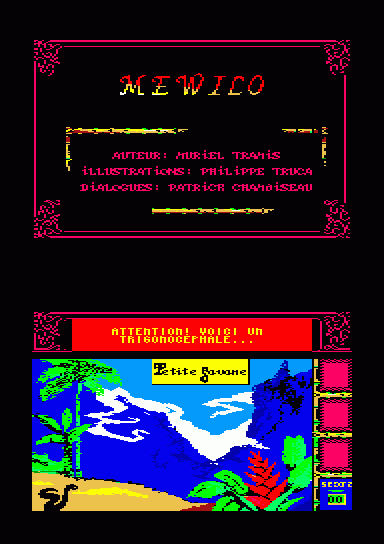 MEWILO
AUTEUR: MURIEL TRAMIS
ILLUSTRATIONS: PHILIPPE TRUCA
DIALOGUES: PATRICK CHAMOISEAU
ATTENTION! VOICI UN
TRIGONOCEPHALE...
Petite Savane
00